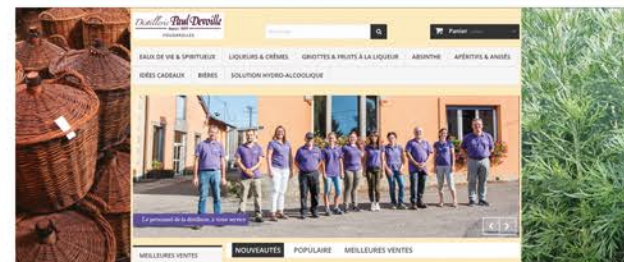 Distillerie Paul Devoille
FOUGEROLLES
Panier
EAUX DE VIE & SPIRITUEUX LIQUEURS & CRÈMES GRIOTTES & FRUITS À LA LIQUEUR ABSINTHE APÉRITIFS & ANISÉS
IDÉES CADEAUX BIÈRES SOLUTION HYDRO-ALCOOLIQUE
Le personnel de la distillerie, à votre service
MEILLEURES VENTES
NOUVEAUTÉS POPULAIRE MEILLEURES VENTES